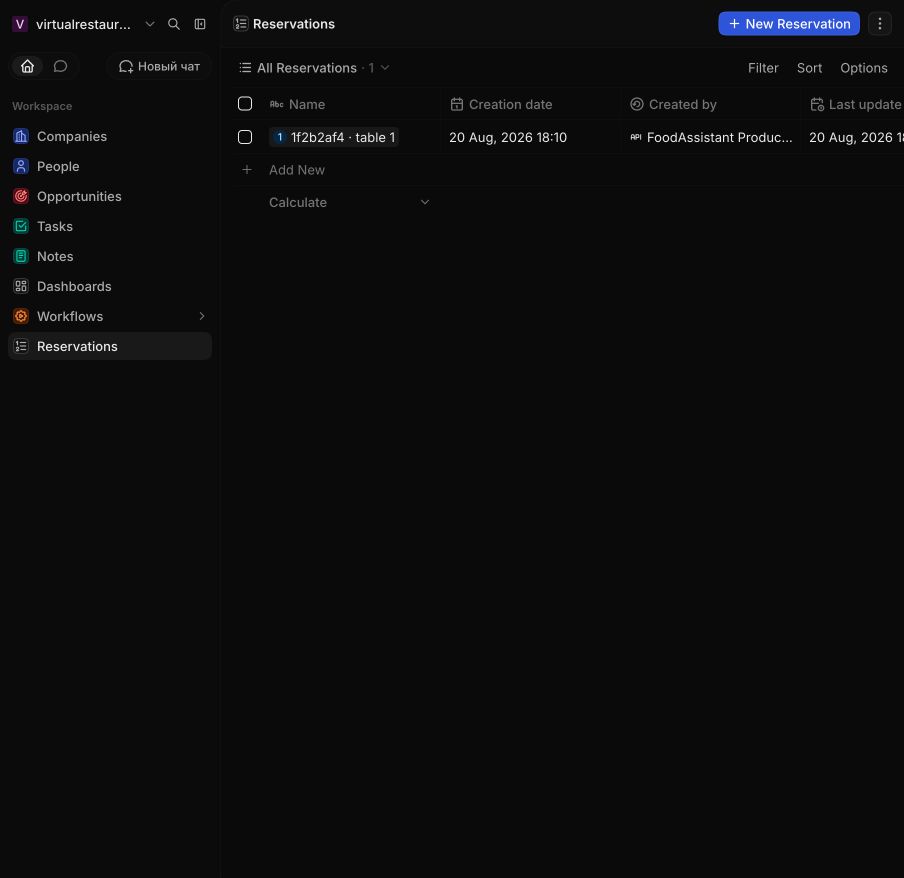 V virtualrestaur...
Новый чат
Workspace
Companies
People
Opportunities
Tasks
Notes
Dashboards
Workflows
Reservations
Reservations
+ New Reservation
All Reservations · 1
Filter Sort Options
Abc Name Creation date Created by Last update
1 1f2b2af4 · table 1 20 Aug, 2026 18:10 API FoodAssistant Produc... 20 Aug, 2026 18
+ Add New
Calculate